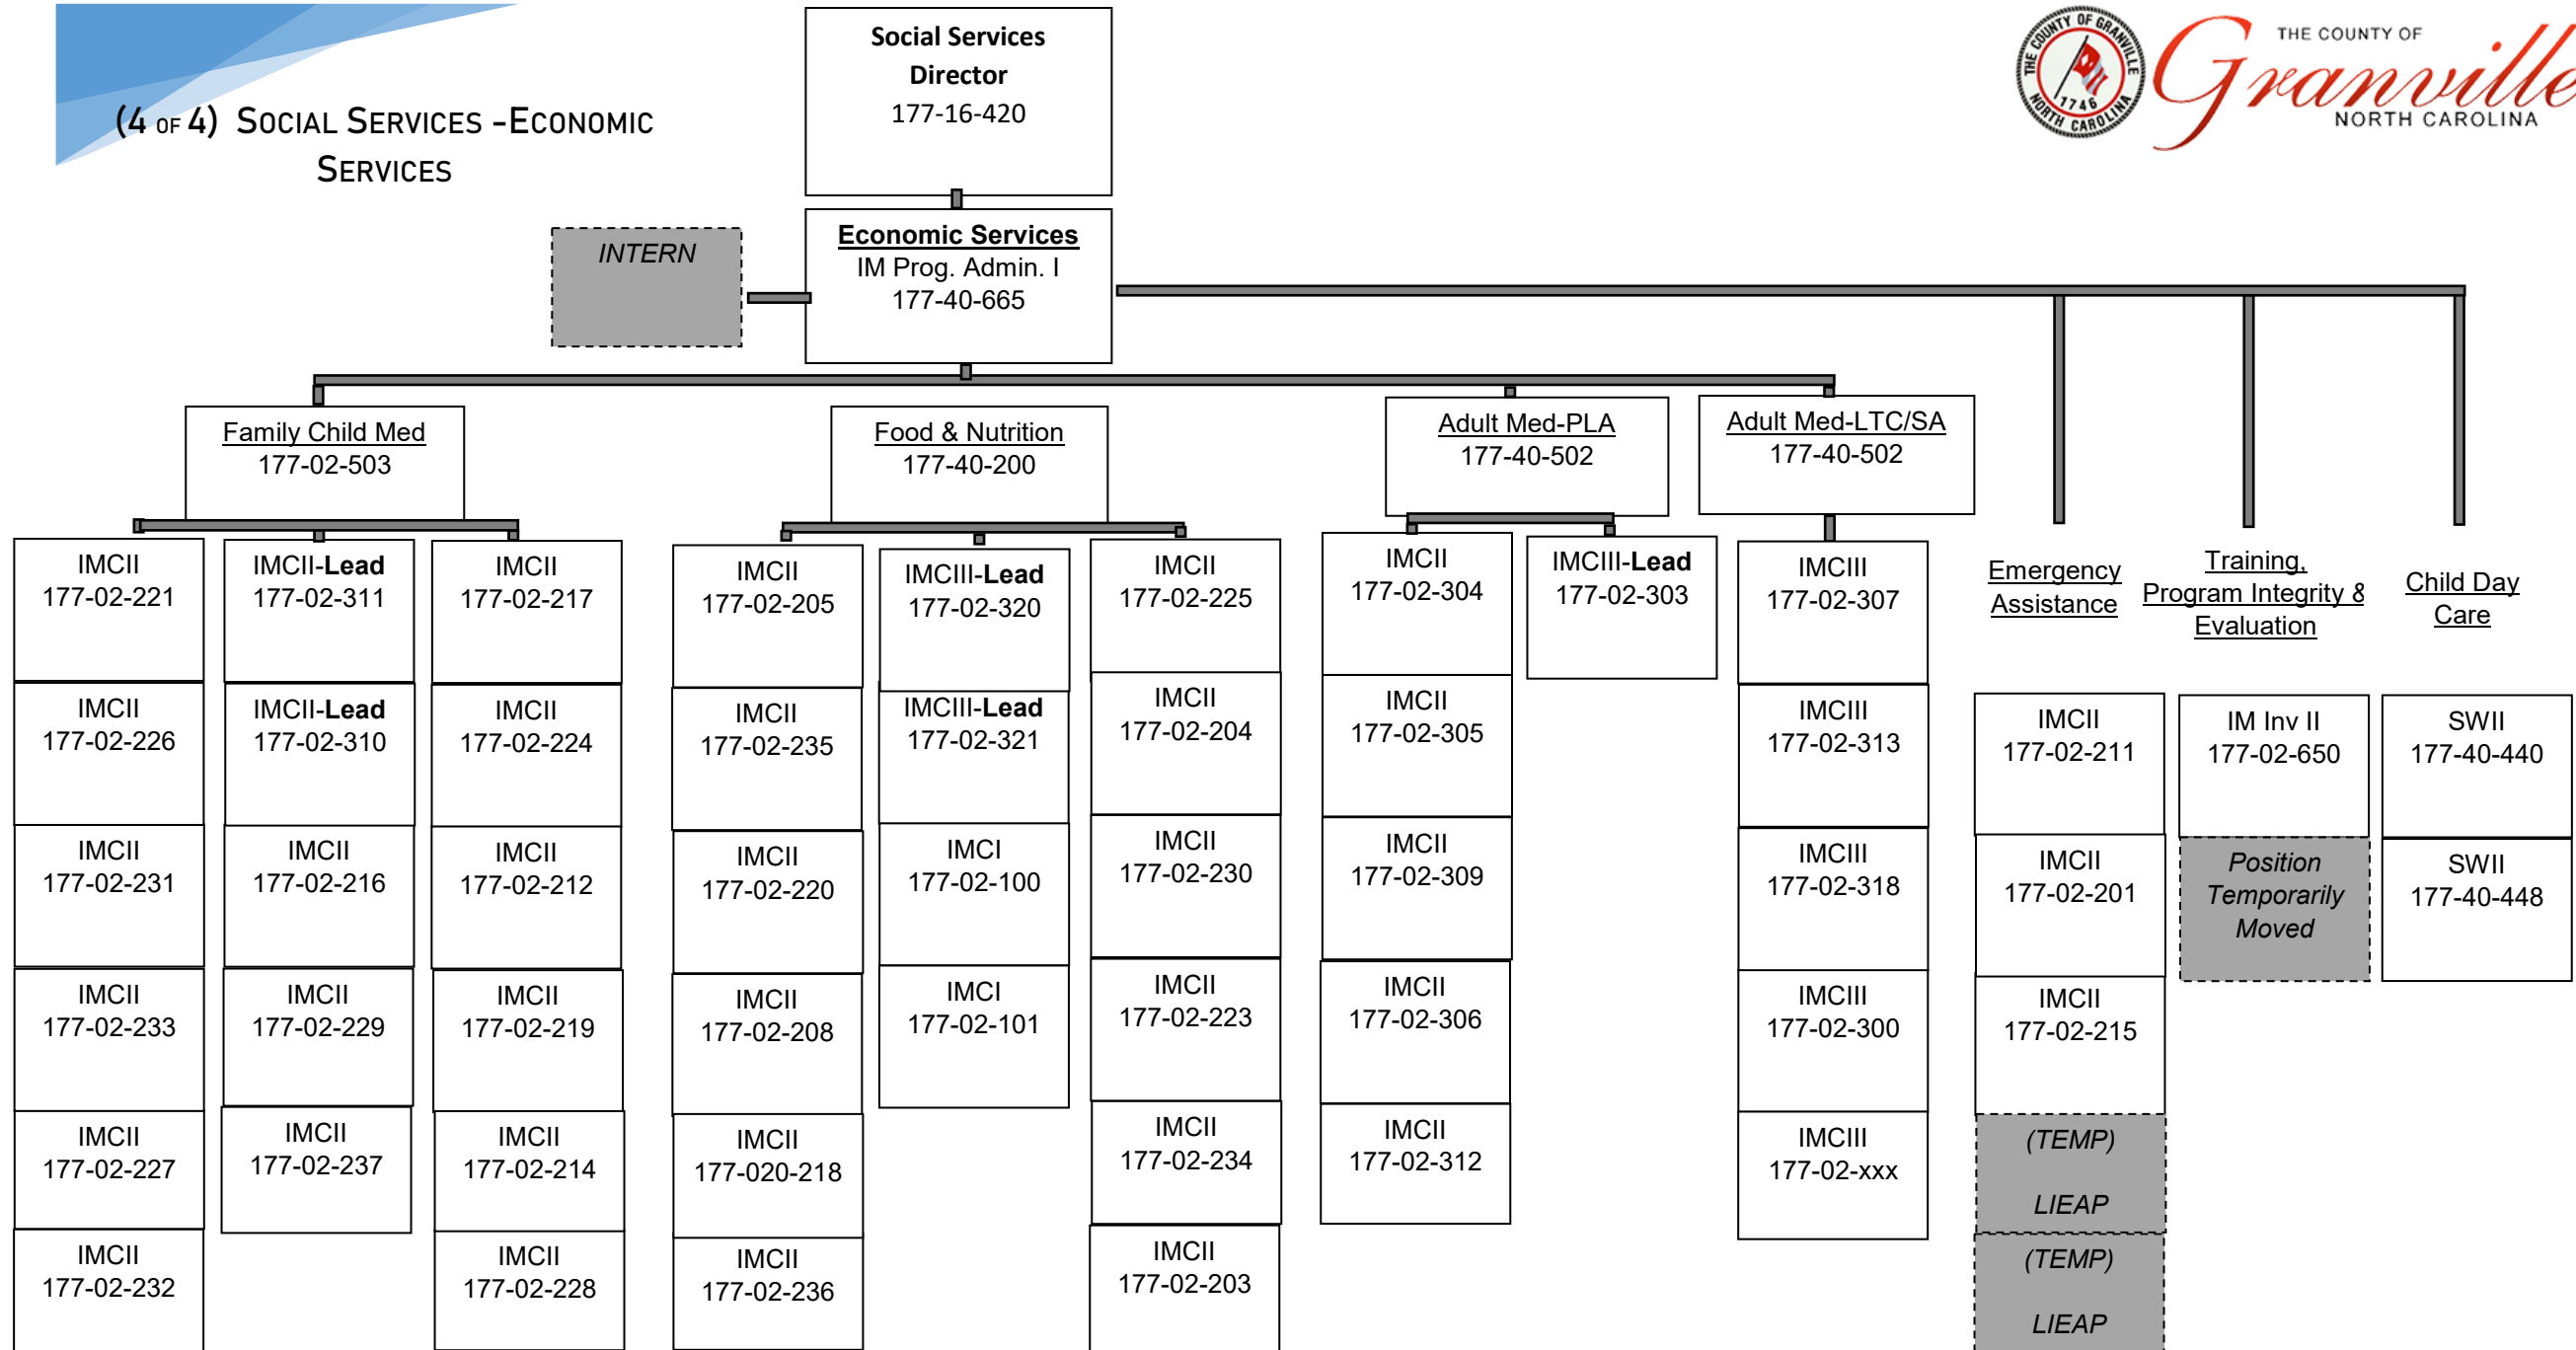 (4 OF 4) SOCIAL SERVICES -ECONOMIC
SERVICES
Social Services
Director
177-16-420
THE COUNTY OF GRANVILLE
1746
NORTH CAROLINA
THE COUNTY OF
Granville
NORTH CAROLINA
INTERN
Economic Services
IM Prog. Admin. I
177-40-665
Family Child Med
177-02-503
Food & Nutrition
177-40-200
Adult Med-PLA
177-40-502
Adult Med-LTC/SA
177-40-502
IMCII
177-02-221
IMCII
177-02-226
IMCII
177-02-231
IMCII
177-02-233
IMCII
177-02-227
IMCII
177-02-232
IMCII-Lead
177-02-311
IMCII-Lead
177-02-310
IMCII
177-02-216
IMCII
177-02-229
IMCII
177-02-237
IMCII
177-02-217
IMCII
177-02-224
IMCII
177-02-212
IMCII
177-02-219
IMCII
177-02-214
IMCII
177-02-228
IMCII
177-02-205
IMCII
177-02-235
IMCII
177-02-220
IMCII
177-02-208
IMCII
177-020-218
IMCII
177-02-236
IMCIII-Lead
177-02-320
IMCIII-Lead
177-02-321
IMCI
177-02-100
IMCI
177-02-101
IMCII
177-02-225
IMCII
177-02-204
IMCII
177-02-230
IMCII
177-02-223
IMCII
177-02-234
IMCII
177-02-203
IMCII
177-02-304
IMCII
177-02-305
IMCII
177-02-309
IMCII
177-02-306
IMCII
177-02-312
IMCIII-Lead
177-02-303
IMCIII
177-02-307
IMCIII
177-02-313
IMCIII
177-02-318
IMCIII
177-02-300
IMCIII
177-02-xxx
Emergency
Assistance
IMCII
177-02-211
IMCII
177-02-201
IMCII
177-02-215
(TEMP)
LIEAP
(TEMP)
LIEAP
Training,
Program Integrity &
Evaluation
IM Inv II
177-02-650
Position
Temporarily
Moved
Child Day
Care
SWII
177-40-440
SWII
177-40-448